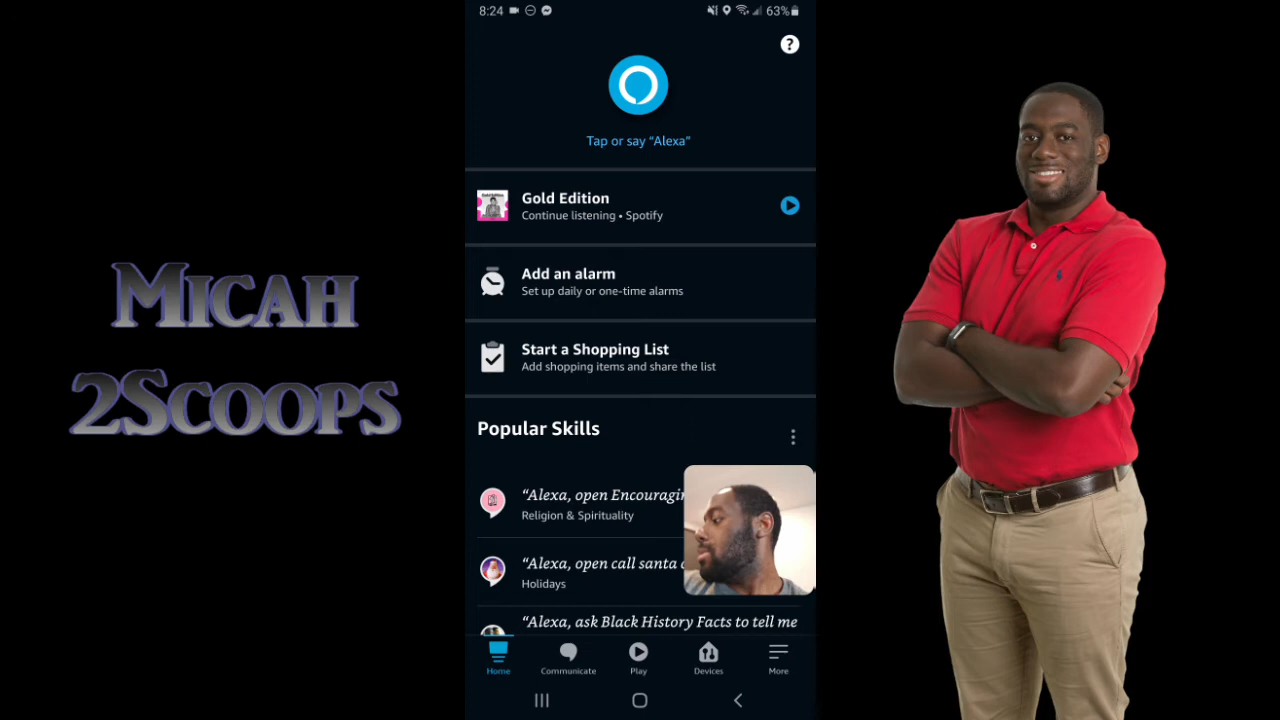 Micah
2Scoops
8:24
63%
?
Tap or say “Alexa”
Gold Edition
Continue listening • Spotify
Add an alarm
Set up daily or one-time alarms
Start a Shopping List
Add shopping items and share the list
Popular Skills
“Alexa, open
Religion & Spirituality
“Alexa, open call santa
Holidays
“Alexa, ask Black History Facts to tell me
Home
Communicate
Play
Devices
More